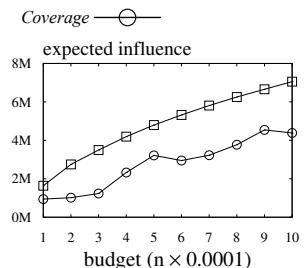 Coverage
expected influence
8M
6M
4M
2M
0M
1 2 3 4 5 6 7 8 9 10
budget (n × 0.0001)